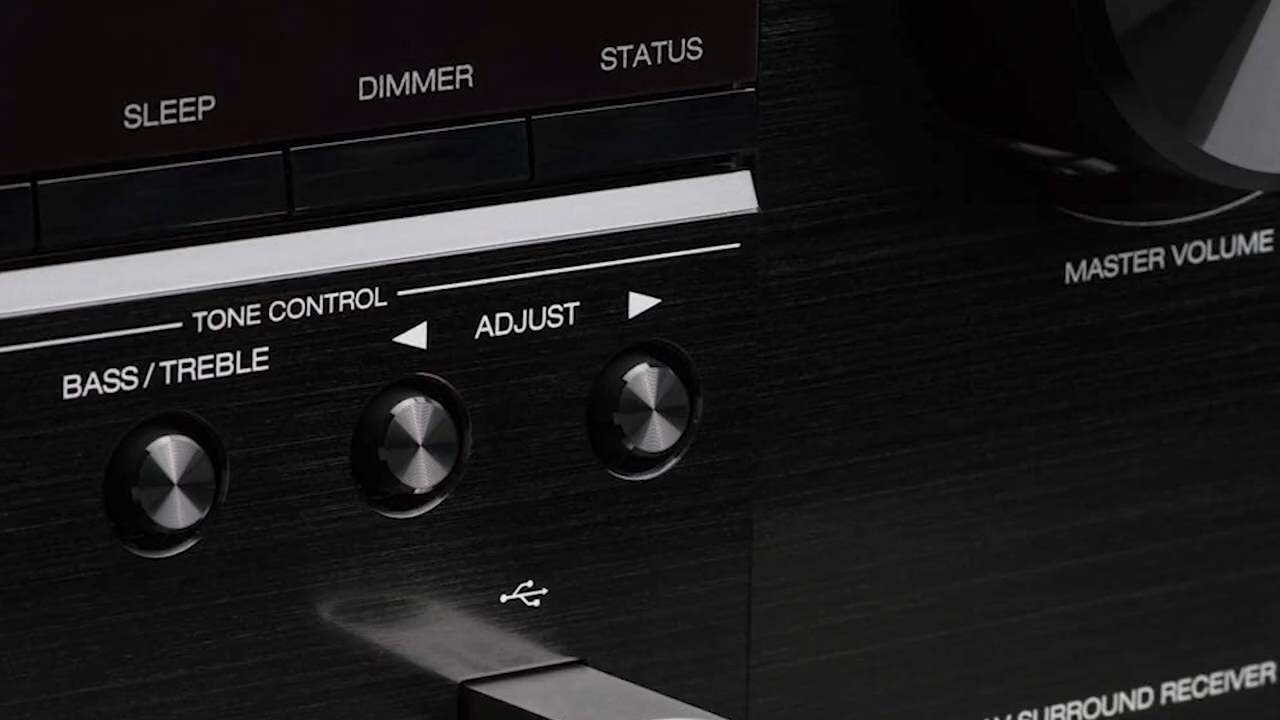 SLEEP
DIMMER
STATUS
MASTER VOLUME
TONE CONTROL
ADJUST
BASS / TREBLE
SURROUND RECEIVER